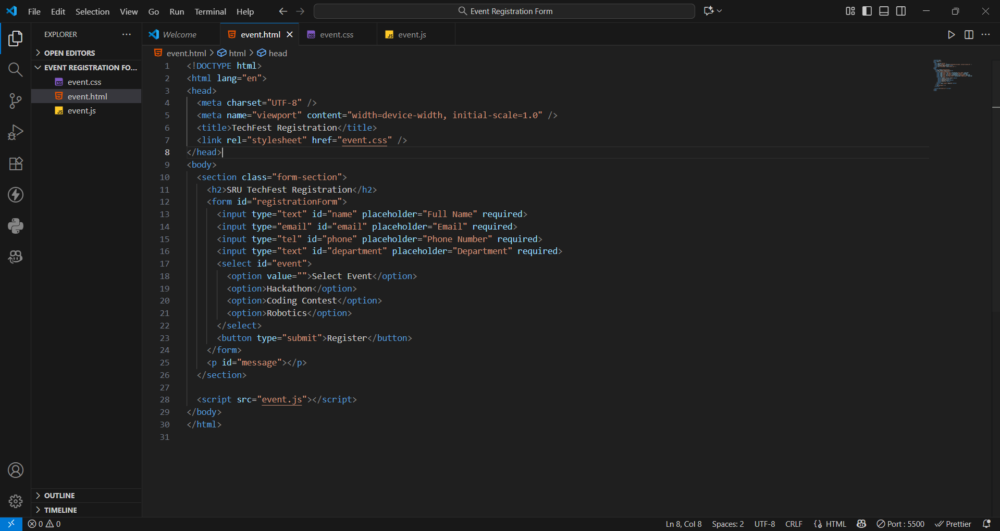 File Edit Selection View Go Run Terminal Help
Event Registration Form
EXPLORER
OPEN EDITORS
EVENT REGISTRATION FO...
event.css
event.html
event.js
OUTLINE
TIMELINE
Welcome
event.html
event.css
event.js
event.html > html > head
1 <!DOCTYPE html>
2 <html lang="en">
3 <head>
4 <meta charset="UTF-8" />
5 <meta name="viewport" content="width=device-width, initial-scale=1.0" />
6 <title>TechFest Registration</title>
7 <link rel="stylesheet" href="event.css" />
8 </head>
9 <body>
10 <section class="form-section">
11 <h2>SRU TechFest Registration</h2>
12 <form id="registrationForm">
13 <input type="text" id="name" placeholder="Full Name" required>
14 <input type="email" id="email" placeholder="Email" required>
15 <input type="tel" id="phone" placeholder="Phone Number" required>
16 <input type="text" id="department" placeholder="Department" required>
17 <select id="event">
18 <option value="">Select Event</option>
19 <option>Hackathon</option>
20 <option>Coding Contest</option>
21 <option>Robotics</option>
22 </select>
23 <button type="submit">Register</button>
24 </form>
25 <p id="message"></p>
26 </section>
27
28 <script src="event.js"></script>
29 </body>
30 </html>
31
0 0
Ln 8, Col 8 Spaces: 2 UTF-8 CRLF HTML Port : 5500 Prettier